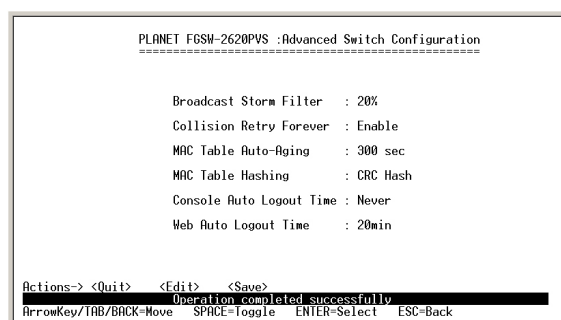 PLANET FGSW-2620PVS :Advanced Switch Configuration
==================================================
Broadcast Storm Filter : 20%
Collision Retry Forever : Enable
MAC Table Auto-Aging : 300 sec
MAC Table Hashing : CRC Hash
Console Auto Logout Time : Never
Web Auto Logout Time : 20min
Actions-> <Quit> <Edit> <Save>
Operation completed successfully
ArrowKey/TAB/BACK=Move SPACE=Toggle ENTER=Select ESC=Back